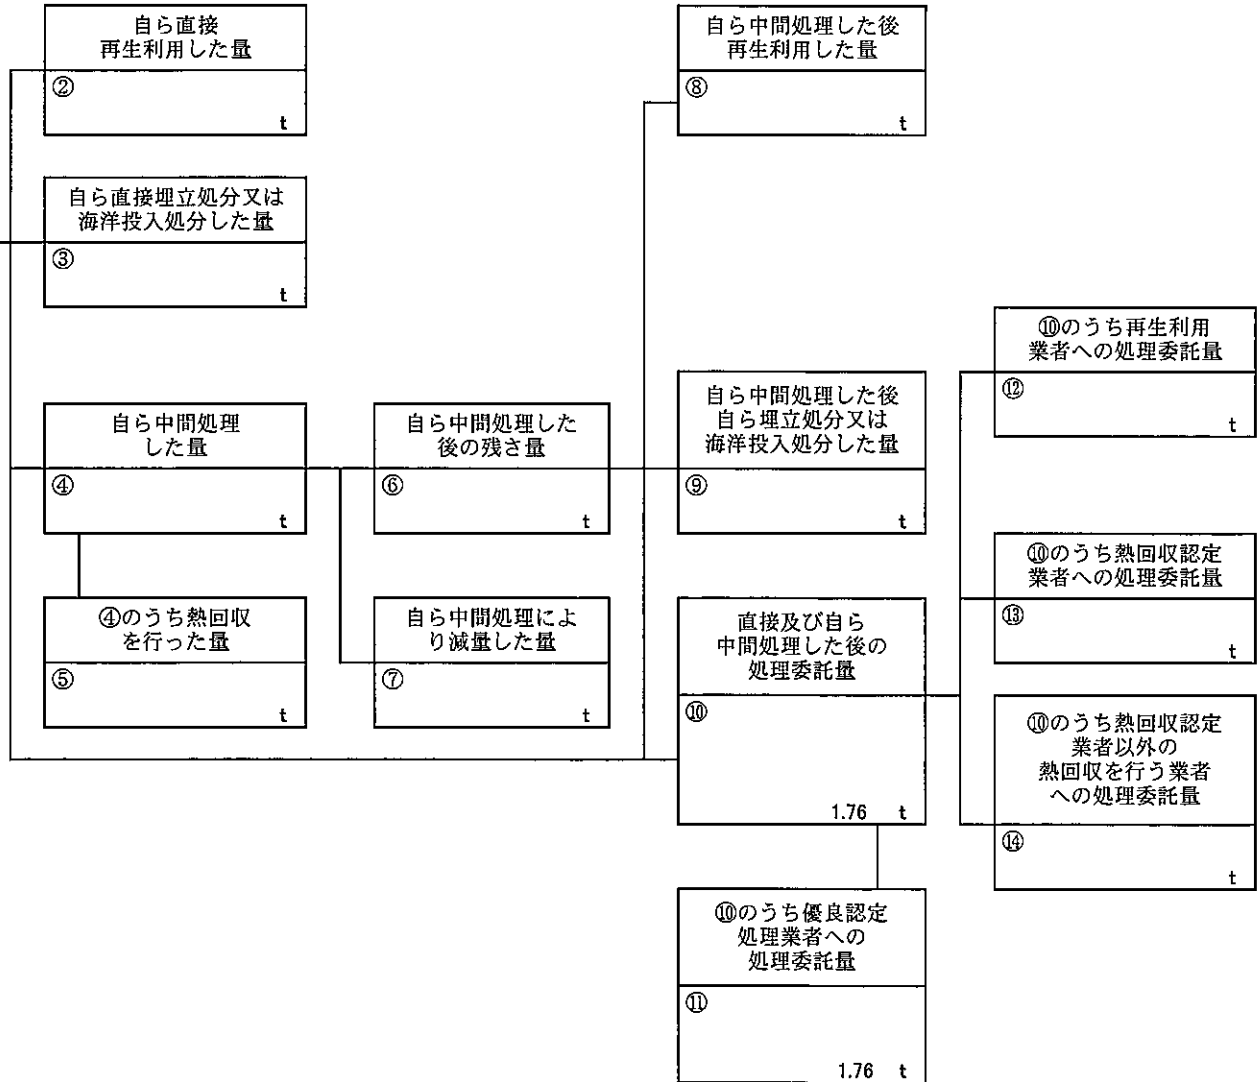 自ら直接
再生利用した量
②
t
自ら中間処理した後
再生利用した量
⑧
t
自ら直接埋立処分又は
海洋投入処分した量
③
t
⑩のうち再生利用
業者への処理委託量
⑫
t
自ら中間処理
した量
④
t
自ら中間処理した
後の残さ量
⑥
t
自ら中間処理した後
自ら埋立処分又は
海洋投入処分した量
⑨
t
⑩のうち熱回収認定
業者への処理委託量
⑬
t
④のうち熱回収
を行った量
⑤
t
自ら中間処理によ
り減量した量
⑦
t
直接及び自ら
中間処理した後の
処理委託量
⑩
1.76 t
⑩のうち熱回収認定
業者以外の
熱回収を行う業者
への処理委託量
⑭
t
⑩のうち優良認定
処理業者への
処理委託量
⑪
1.76 t